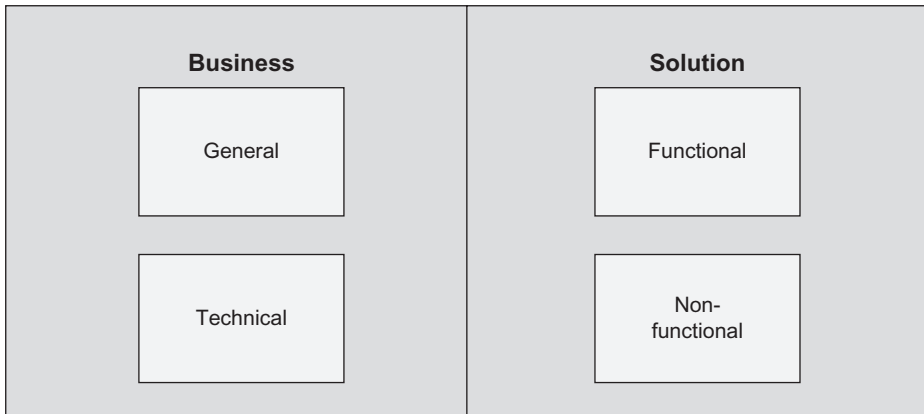 Business
General
Technical
Solution
Functional
Non-
functional